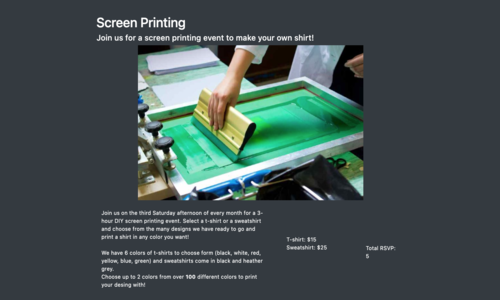 Screen Printing
Join us for a screen printing event to make your own shirt!
Join us on the third Saturday afternoon of every month for a 3-
hour DIY screen printing event. Select a t-shirt or a sweatshirt
and choose from the many designs we have ready to go and
print a shirt in any color you want!
We have 6 colors of t-shirts to choose form (black, white, red,
yellow, blue, green) and sweatshirts come in black and heather
grey.
Choose up to 2 colors from over 100 different colors to print
your desing with!
T-shirt: $15
Sweatshirt: $25
Total RSVP:
5